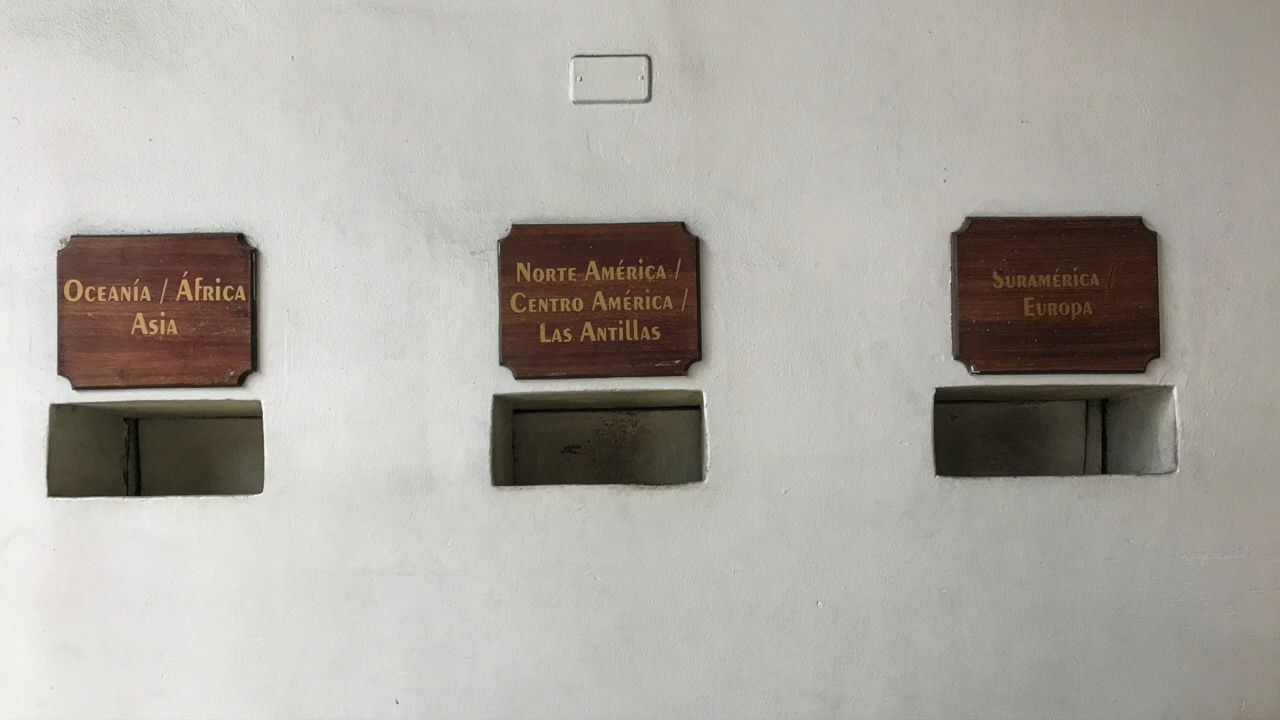 Oceanía / África
Asia
Norte América /
Centro América /
Las Antillas
Suramérica /
Europa